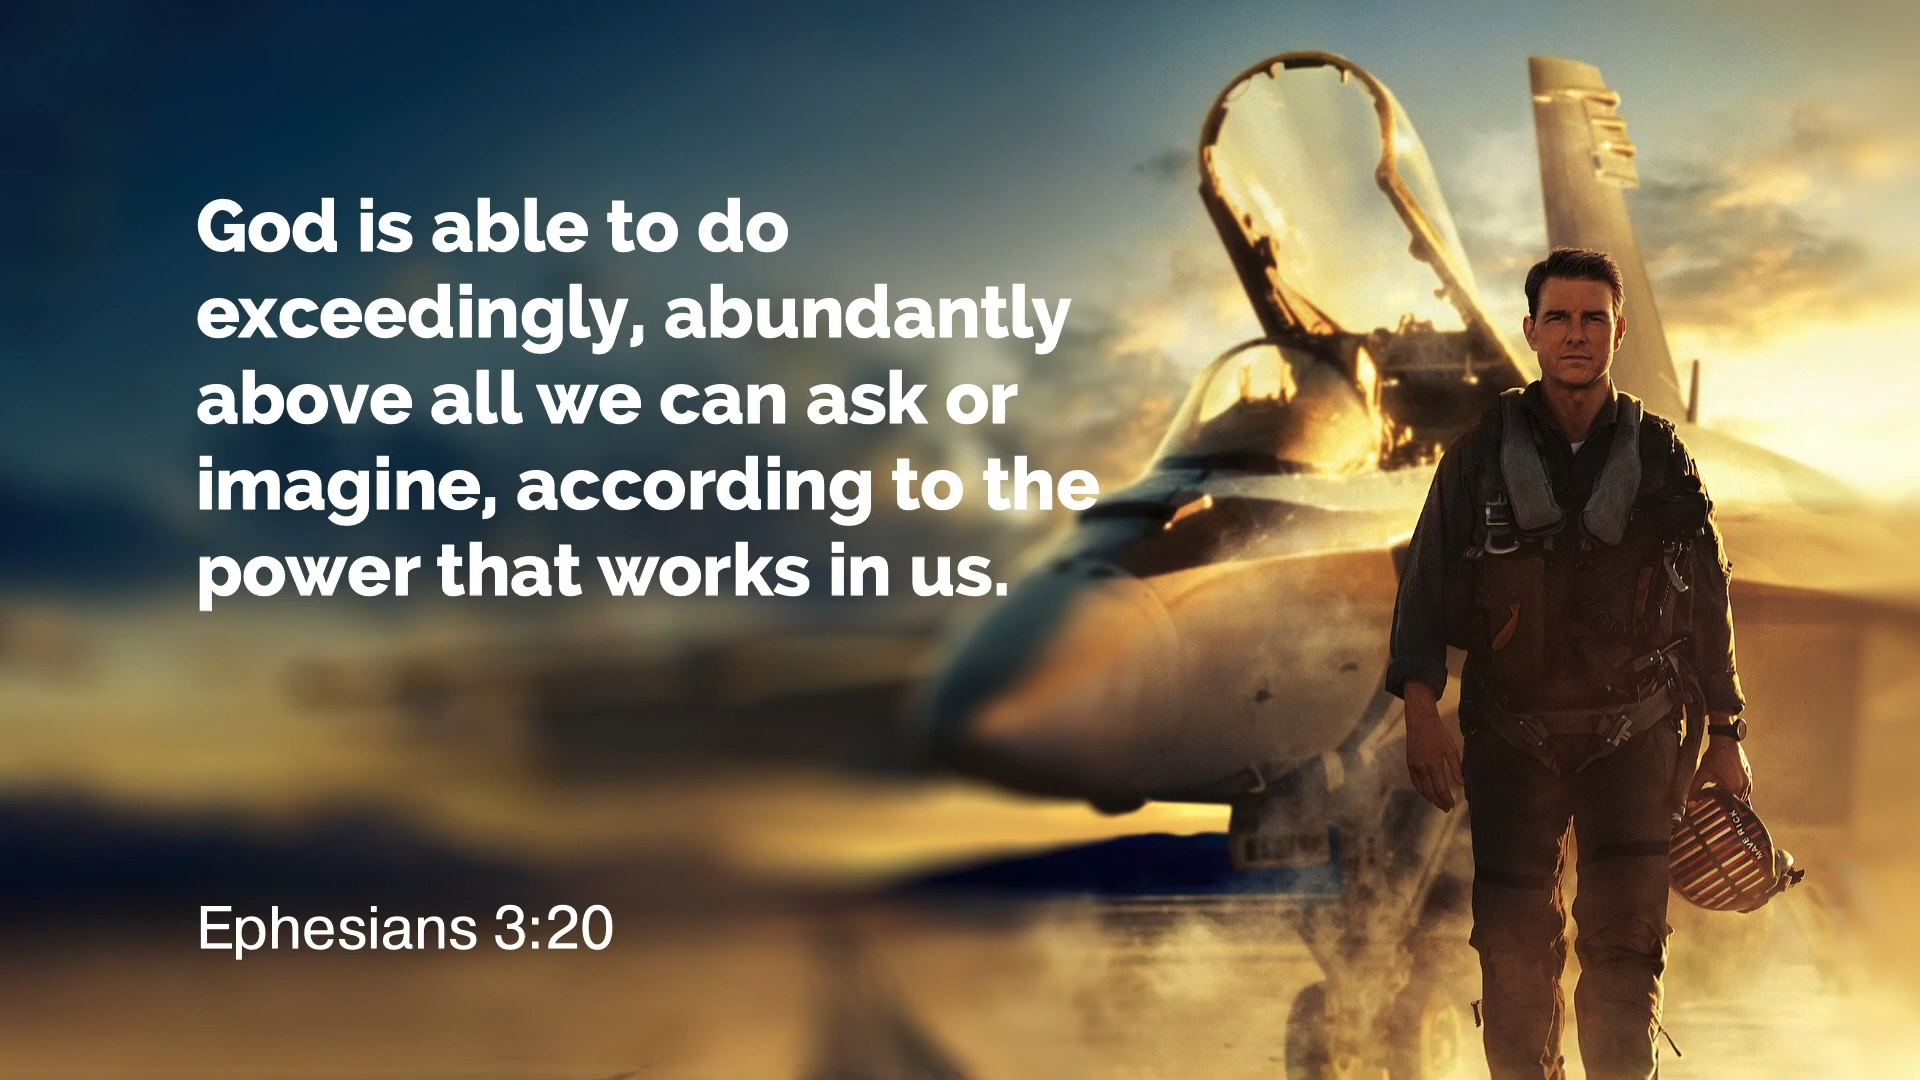 God is able to do
exceedingly, abundantly
above all we can ask or
imagine, according to the
power that works in us.
MAVERICK
Ephesians 3:20